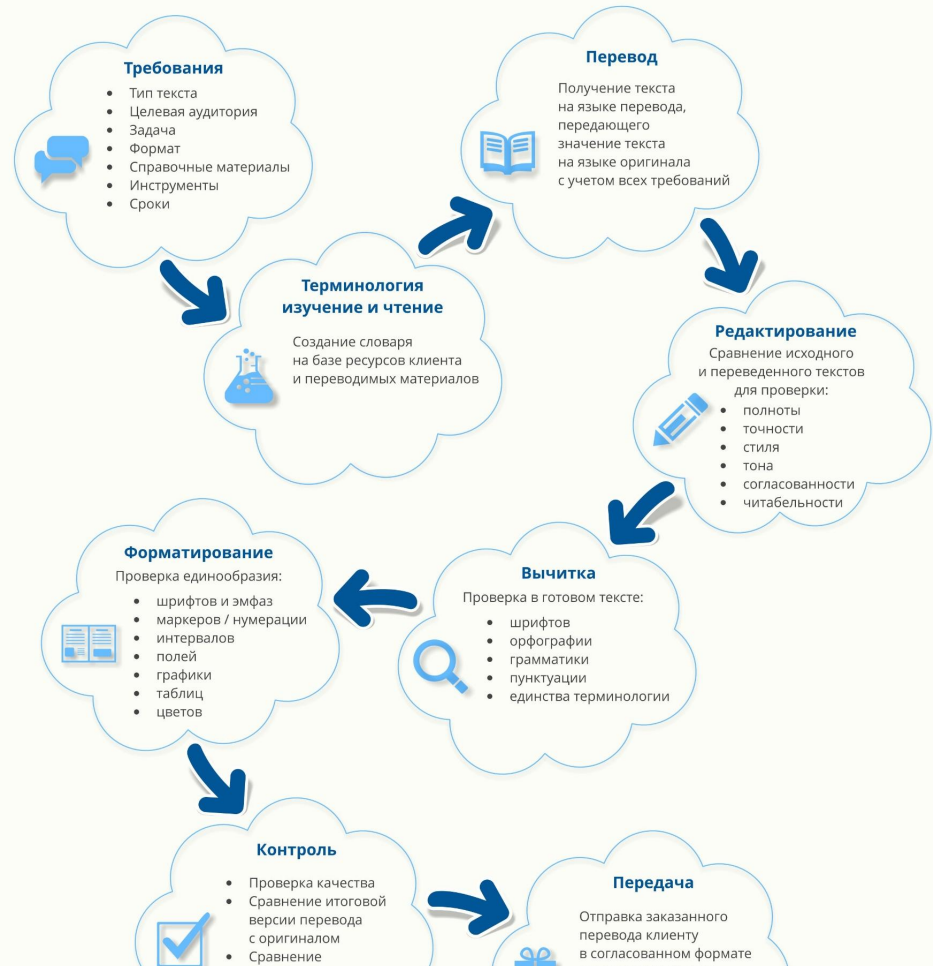 Требования
• Тип текста
• Целевая аудитория
• Задача
• Формат
• Справочные материалы
• Инструменты
• Сроки
Терминология
изучение и чтение
Создание словаря
на базе ресурсов клиента
и переводимых материалов
Перевод
Получение текста
на языке перевода,
передающего
значение текста
на языке оригинала
с учетом всех требований
Редактирование
Сравнение исходного
и переведенного текстов
для проверки:
• полноты
• точности
• стиля
• тона
• согласованности
• читабельности
Вычитка
Проверка в готовом тексте:
• шрифтов
• орфографии
• грамматики
• пунктуации
• единства терминологии
Форматирование
Проверка единообразия:
• шрифтов и эмфаз
• маркеров / нумерации
• интервалов
• полей
• графики
• таблиц
• цветов
Контроль
• Проверка качества
• Сравнение итоговой
версии перевода
с оригиналом
• Сравнение
Передача
Отправка заказанного
перевода клиенту
в согласованном формате